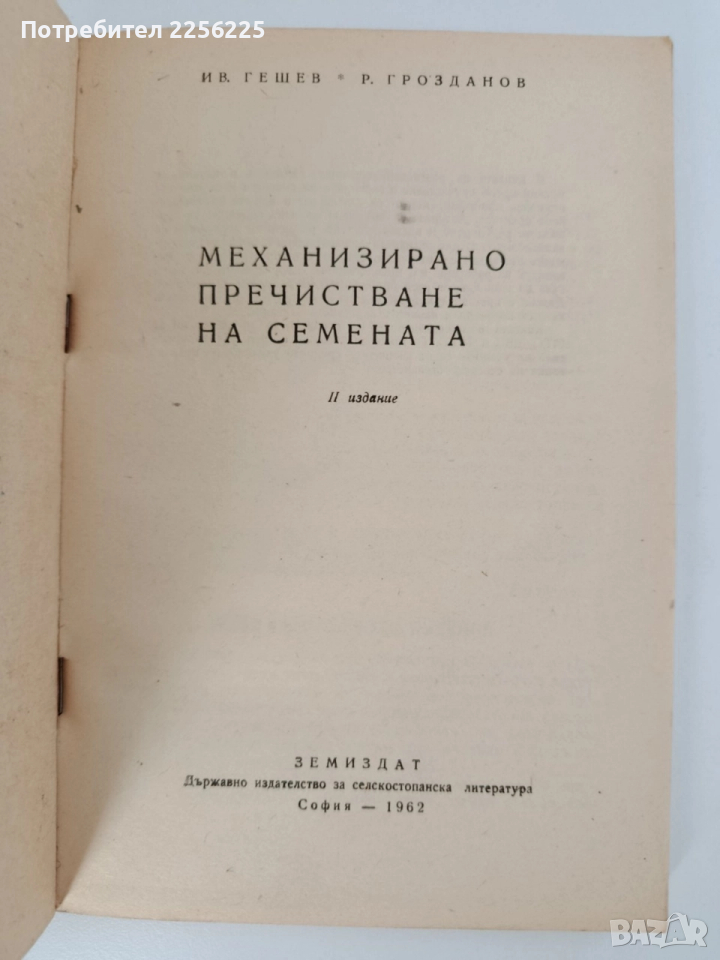 Потребител 2256225
ИВ. ГЕШЕВ * Р. ГРОЗДАНОВ
МЕХАНИЗИРАНО
ПРЕЧИСТВАНЕ
НА СЕМЕНАТА
II издание
ЗЕМИЗДАТ
Държавно издателство за селскостопанска литература
София — 1962
BAZAR